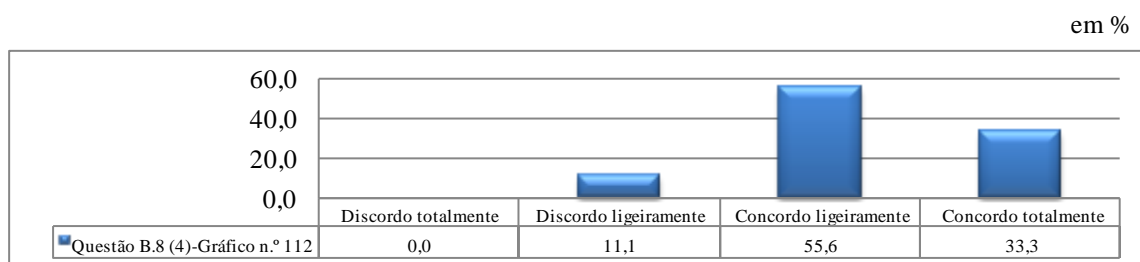 em %
60,0
40,0
20,0
0,0
Discordo totalmente Discordo ligeiramente Concordo ligeiramente Concordo totalmente
Questão B.8 (4)-Gráfico n.º 112 0,0 11,1 55,6 33,3